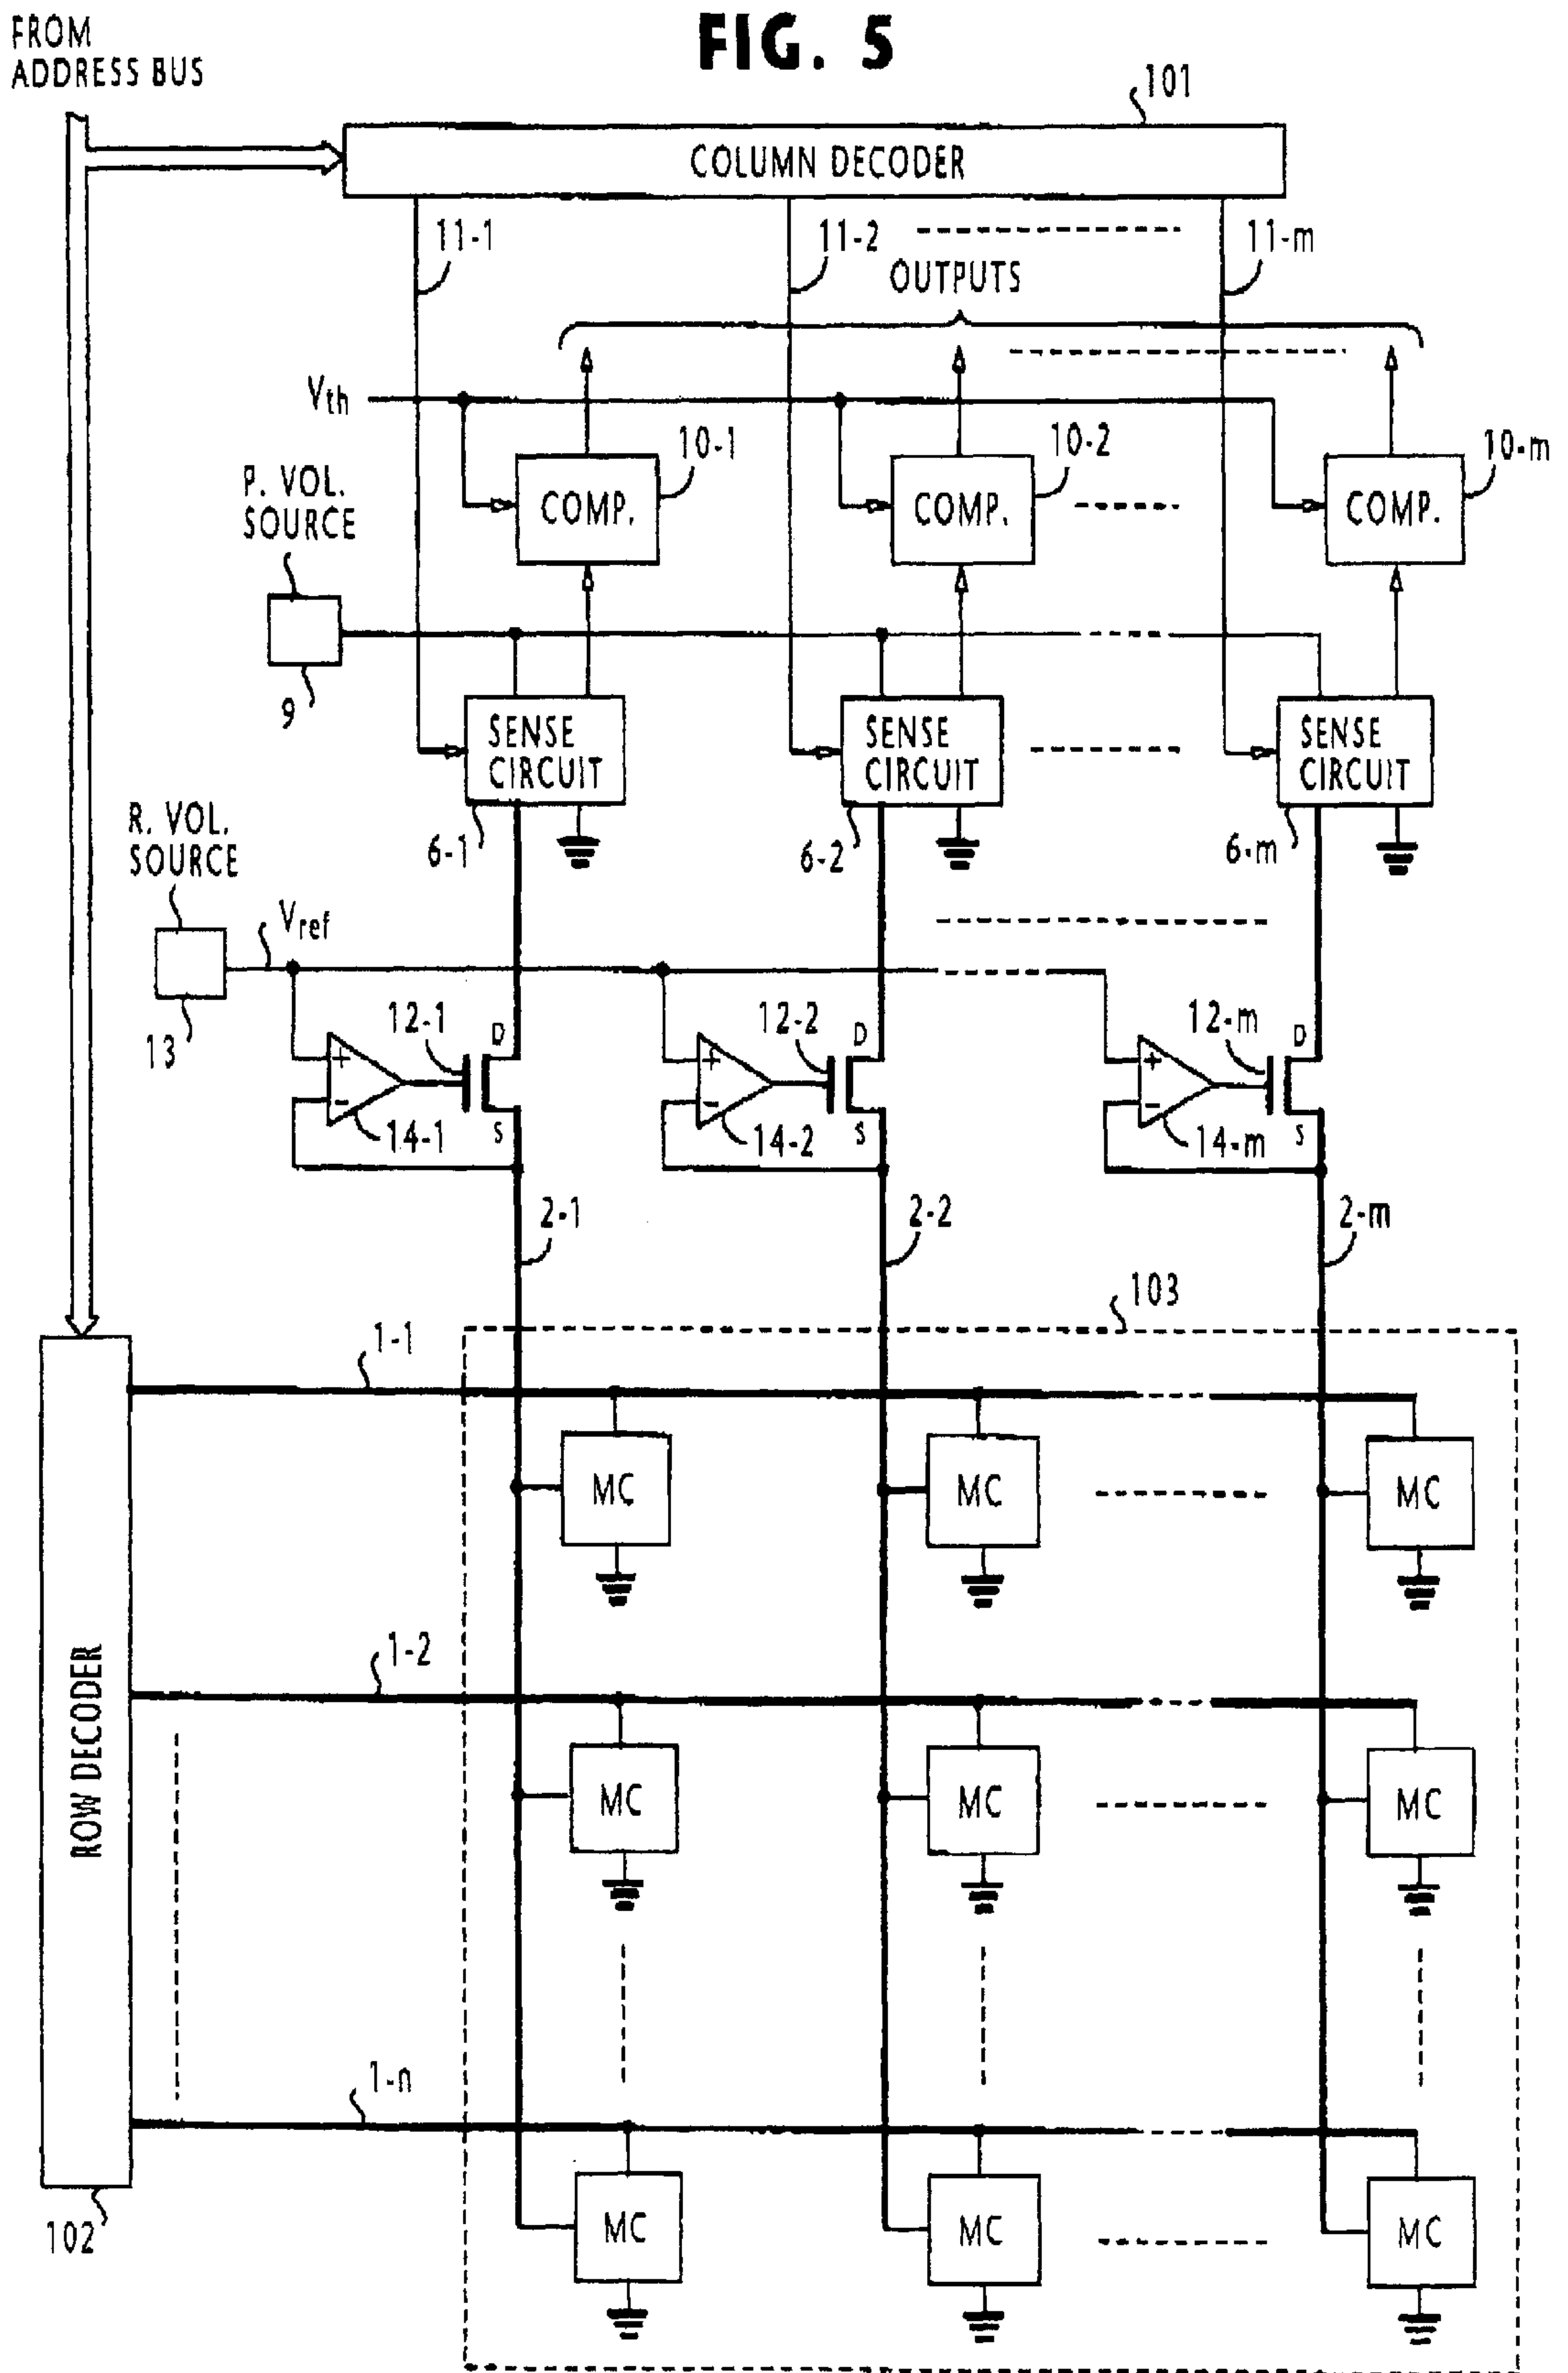 FIG. 5
FROM
ADDRESS BUS
101
COLUMN DECODER
11-1
11-2
11-m
OUTPUTS
Vth
10-1
10-2
10-m
P. VOL.
SOURCE
COMP.
COMP.
COMP.
9
SENSE
CIRCUIT
SENSE
CIRCUIT
SENSE
CIRCUIT
R. VOL.
SOURCE
6-1
6-2
6-m
Vref
13
12-1
D
12-2
D
12-m
D
+
+
+
-
-
-
14-1
S
14-2
S
14-m
S
2-1
2-2
2-m
103
1-1
MC
MC
MC
1-2
ROW DECODER
MC
MC
MC
1-n
102
MC
MC
MC